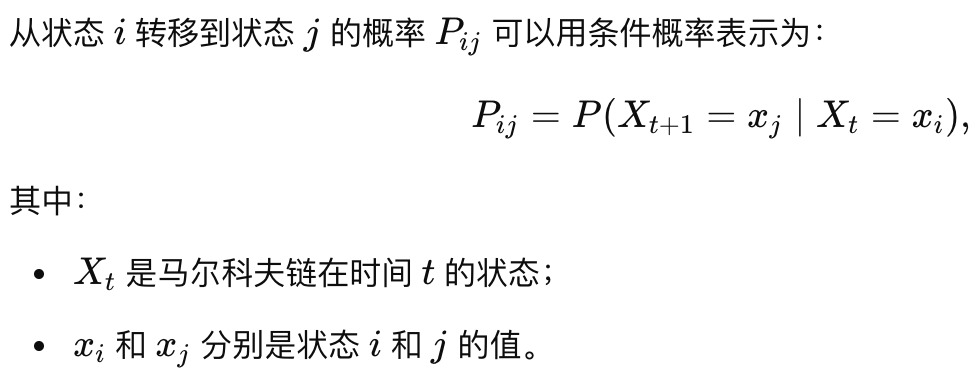 从状态 i 转移到状态 j 的概率 P_{ij} 可以用条件概率表示为：
P_{ij} = P(X_{t+1} = x_j | X_t = x_i),
其中：
• X_t 是马尔科夫链在时间 t 的状态；
• x_i 和 x_j 分别是状态 i 和 j 的值。